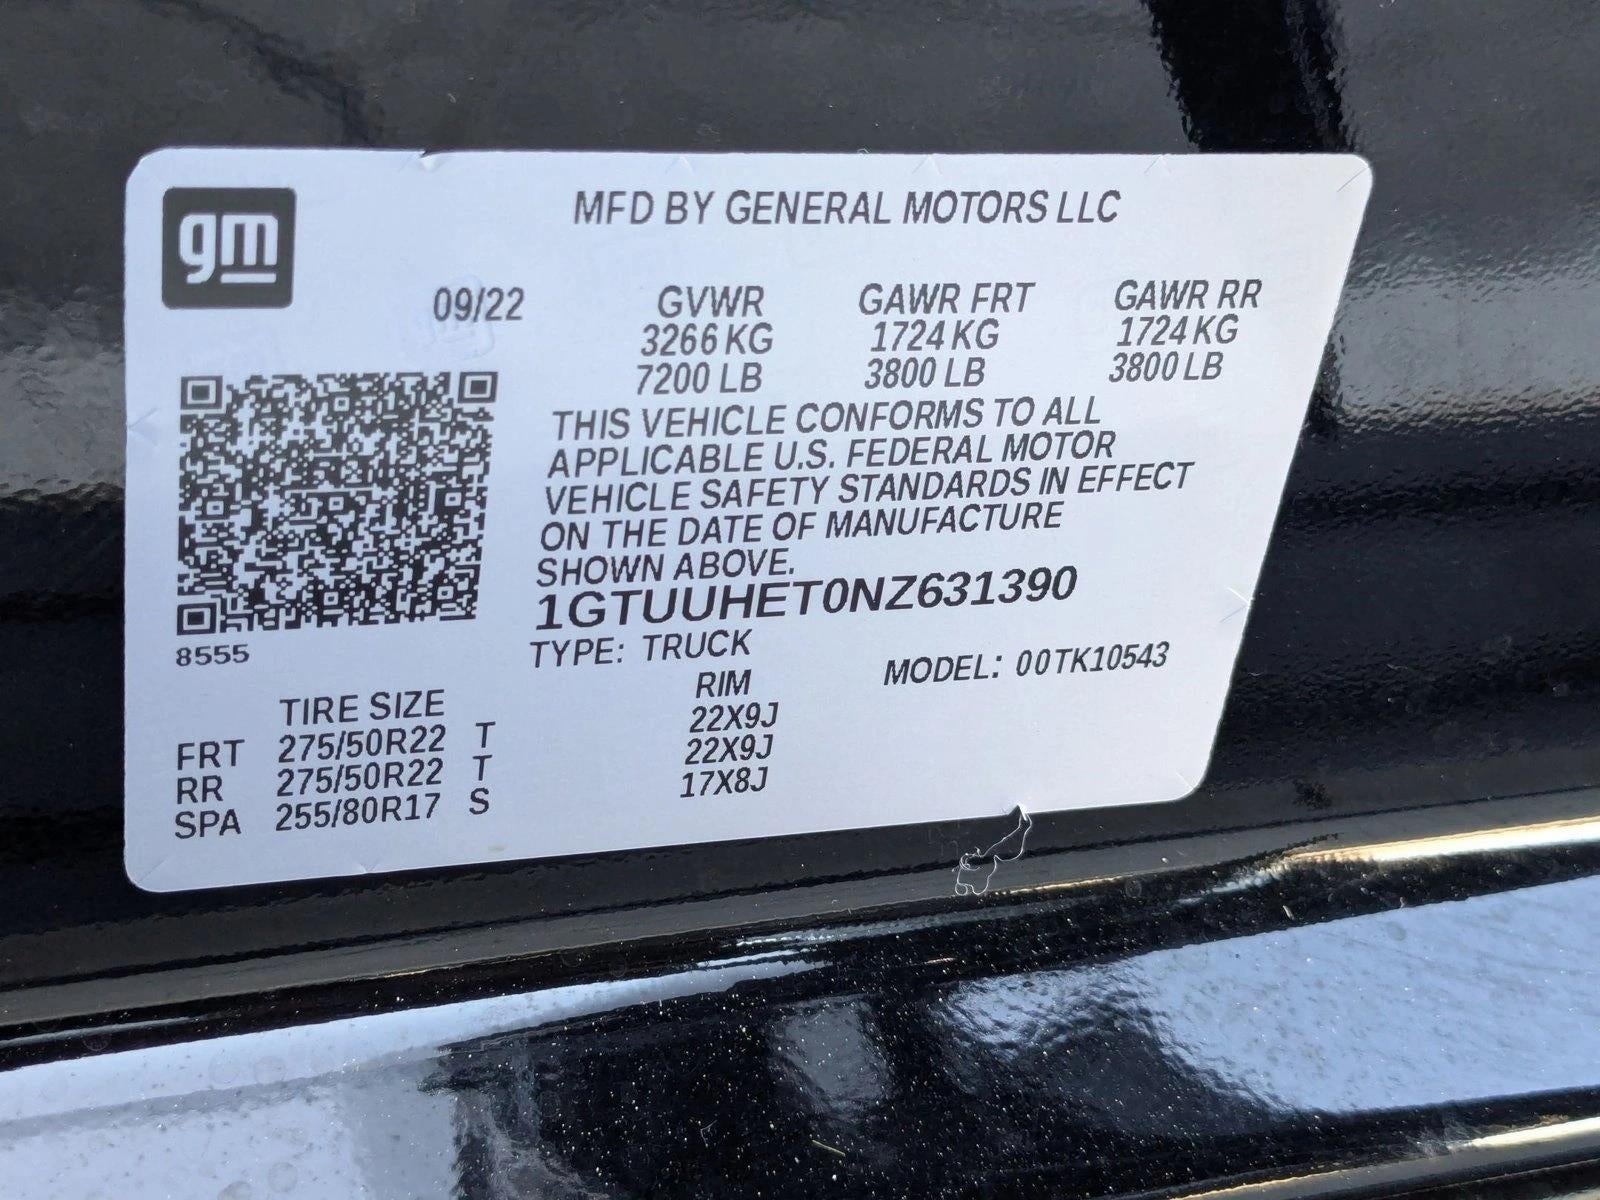 gm
MFD BY GENERAL MOTORS LLC
09/22 GVWR GAWR FRT GAWR RR
3266 KG 1724 KG 1724 KG
7200 LB 3800 LB 3800 LB
THIS VEHICLE CONFORMS TO ALL
APPLICABLE U.S. FEDERAL MOTOR
VEHICLE SAFETY STANDARDS IN EFFECT
ON THE DATE OF MANUFACTURE
SHOWN ABOVE.
1GTUUHET0NZ631390
8555
TYPE: TRUCK MODEL: 00TK10543
TIRE SIZE RIM
FRT 275/50R22 T 22X9J
RR 275/50R22 T 22X9J
SPA 255/80R17 S 17X8J